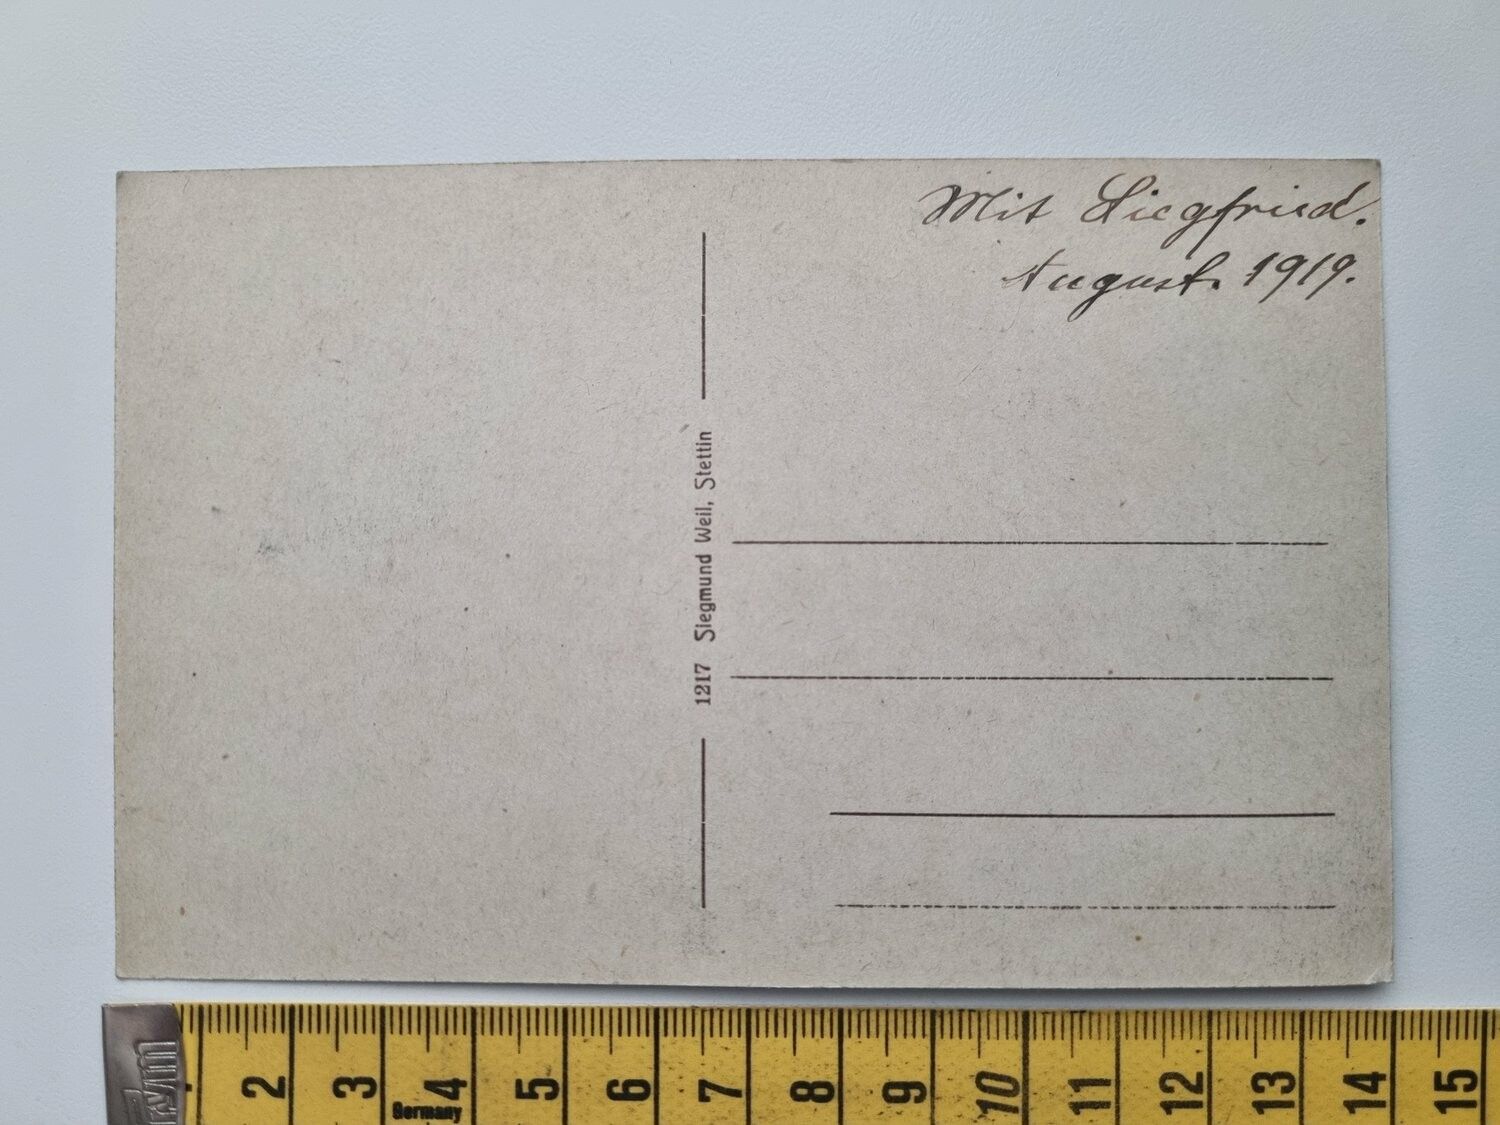 Mit Siegfried.
August. 1919.
1217 Siegmund Weil, Stettin
2 3 4 5 6 7 8 9 10 11 12 13 14 15
Germany